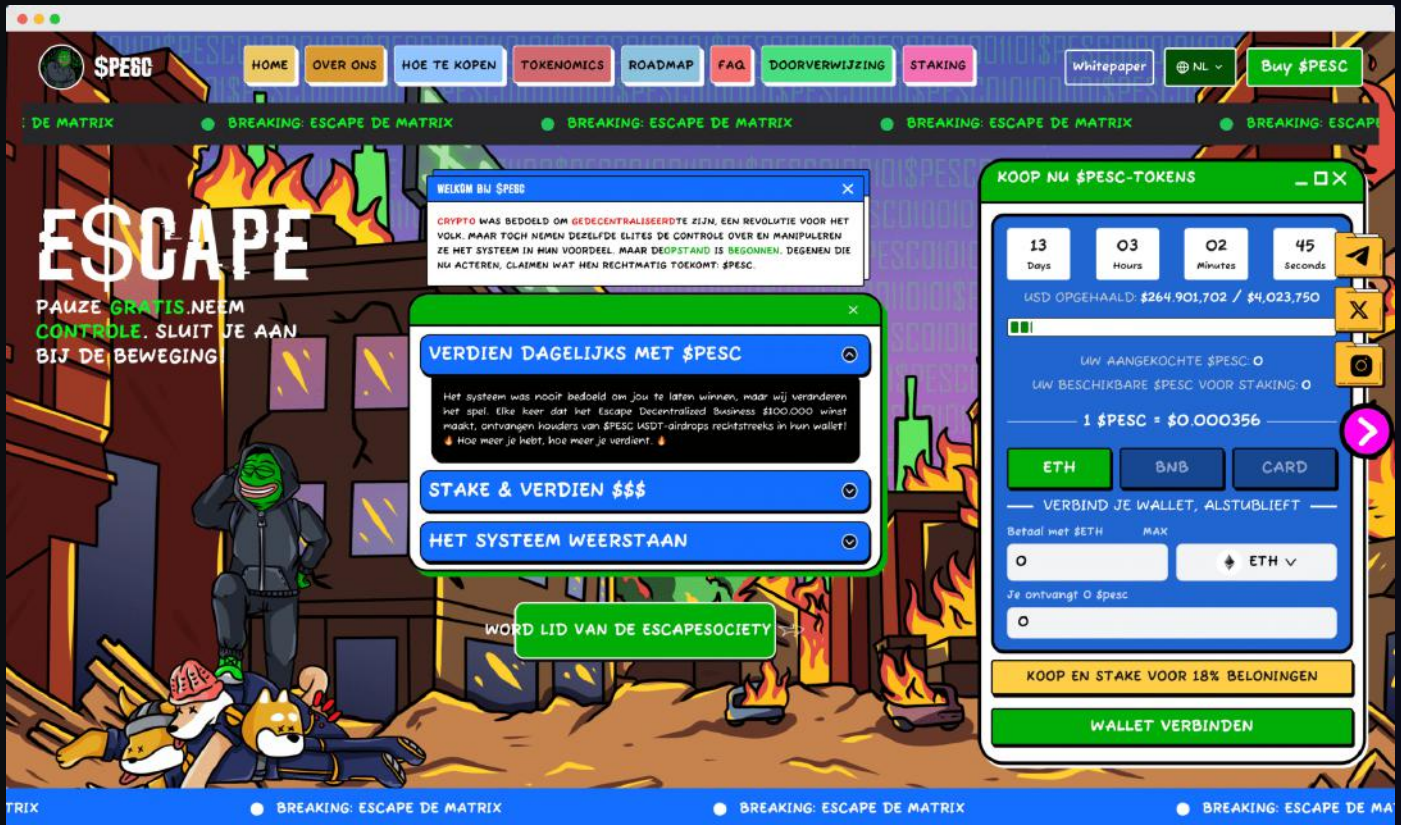 $PESC
HOME
OVER ONS
HOE TE KOPEN
TOKENOMICS
ROADMAP
FAQ
DOORVERWIJZING
STAKING
Whitepaper
NL
Buy $PESC
E DE MATRIX
BREAKING: ESCAPE DE MATRIX
BREAKING: ESCAPE DE MATRIX
BREAKING: ESCAPE DE MATRIX
BREAKING: ESCAPE
E$CAPE
PAUZE GRATIS.NEEM
CONTROLE. SLUIT JE AAN
BIJ DE BEWEGING
WELKOM BIJ $PESC
CRYPTO WAS BEDOELD OM GEDECENTRALISEERDTE ZIJN, EEN REVOLUTIE VOOR HET
VOLK. MAAR TOCH NEMEN DEZELFDE ELITES DE CONTROLE OVER EN MANIPULEREN
ZE HET SYSTEEM IN HUN VOORDEEL. MAAR DEOPSTAND IS BEGONNEN. DEGENEN DIE
NU ACTEREN, CLAIMEN WAT HEN RECHTMATIG TOEKOMT: $PESC.
VERDIEN DAGELIJKS MET $PESC
Het systeem was nooit bedoeld om jou te laten winnen, maar wij veranderen
het spel. Elke keer dat het Escape Decentralized Business $100.000 winst
maakt, ontvangen houders van $PESC USDT-airdrops rechtstreeks in hun wallet!
🔥 Hoe meer je hebt, hoe meer je verdient. 🔥
STAKE & VERDIEN $$$
HET SYSTEEM WEERSTAAN
WORD LID VAN DE ESCAPESOCIETY
KOOP NU $PESC-TOKENS
13
Days
03
Hours
02
Minutes
45
Seconds
USD OPGEHAALD: $264.901,702 / $4,023,750
UW AANGEKOCHTE $PESC: 0
UW BESCHIKBARE $PESC VOOR STAKING: 0
1 $PESC = $0.000356
ETH
BNB
CARD
VERBIND JE WALLET, ALSTUBLIEFT
Betaal met $ETH MAX
0
ETH
Je ontvangt 0 $pesc
0
KOOP EN STAKE VOOR 18% BELONINGEN
WALLET VERBINDEN
TRIX
BREAKING: ESCAPE DE MATRIX
BREAKING: ESCAPE DE MATRIX
BREAKING: ESCAPE DE MA